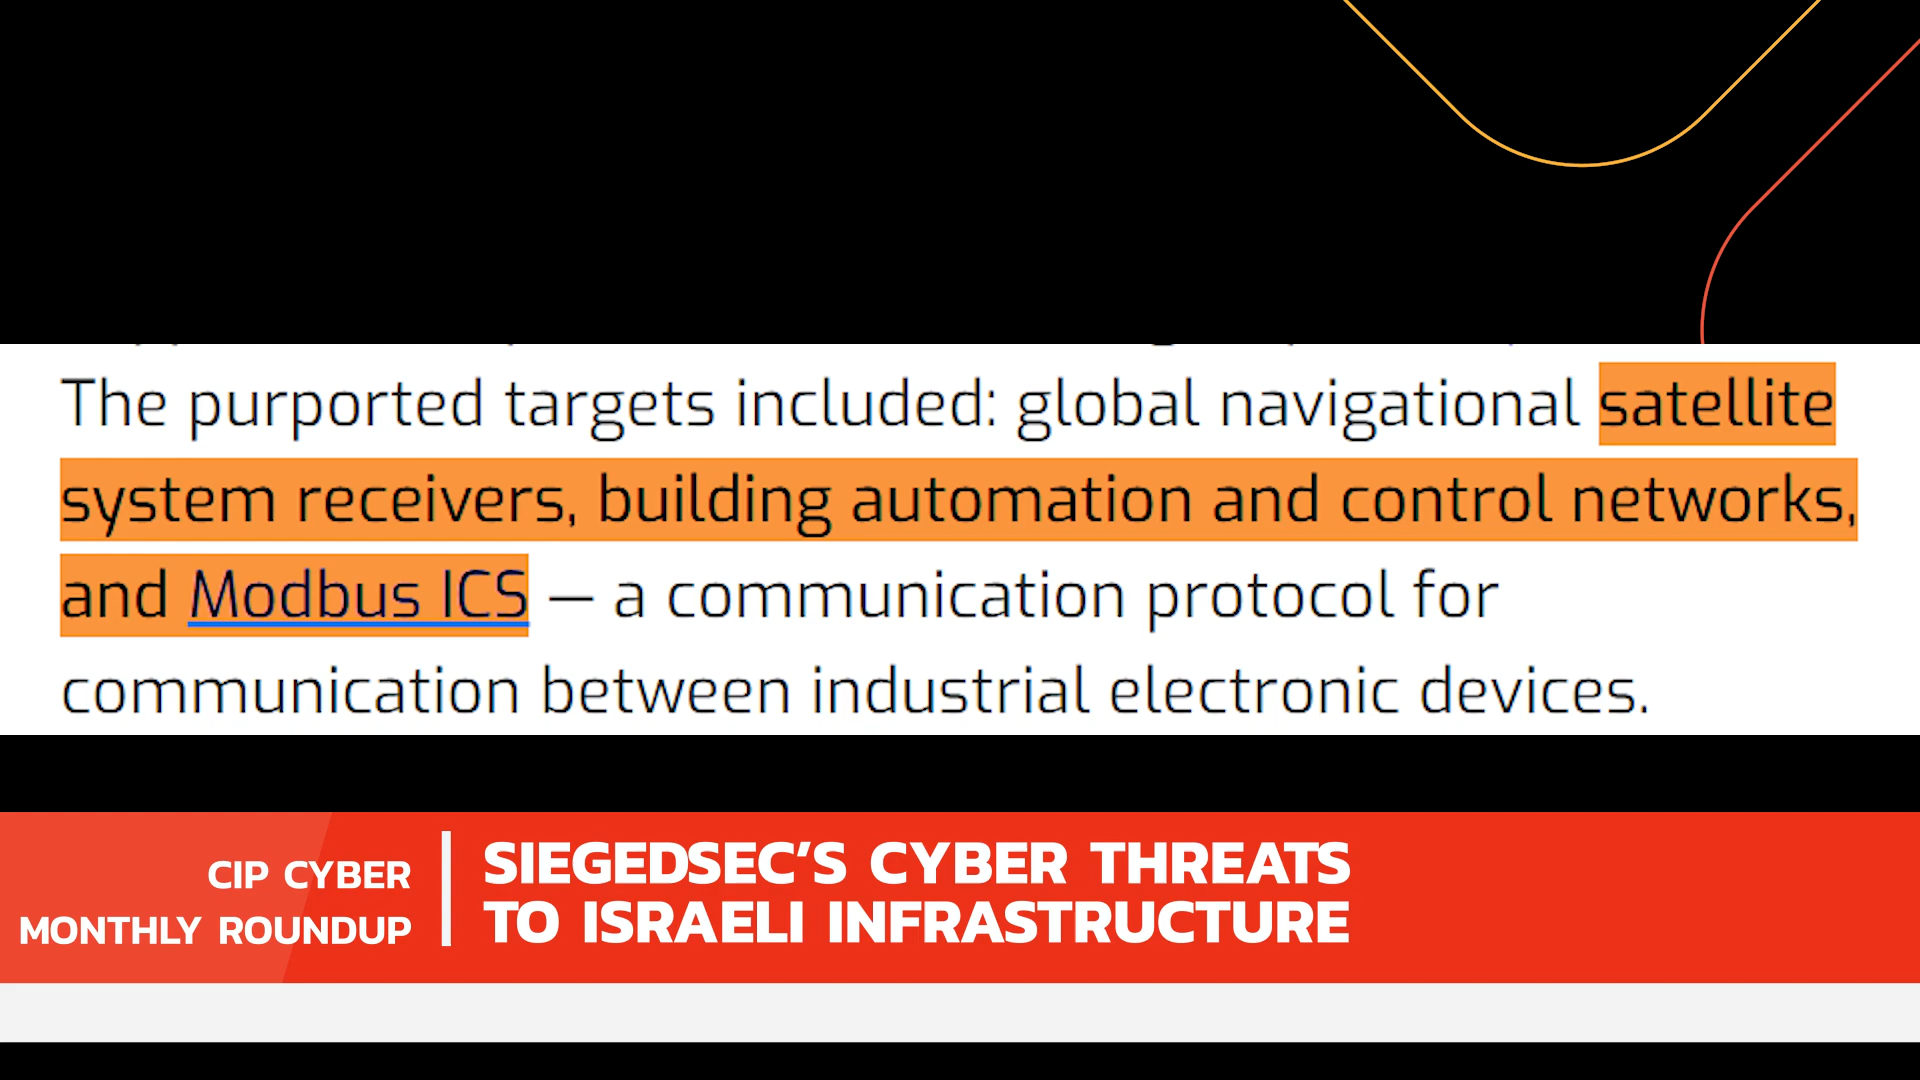 The purported targets included: global navigational satellite
system receivers, building automation and control networks,
and Modbus ICS — a communication protocol for
communication between industrial electronic devices.
CIP CYBER
MONTHLY ROUNDUP
SIEGEDSEC’S CYBER THREATS
TO ISRAELI INFRASTRUCTURE